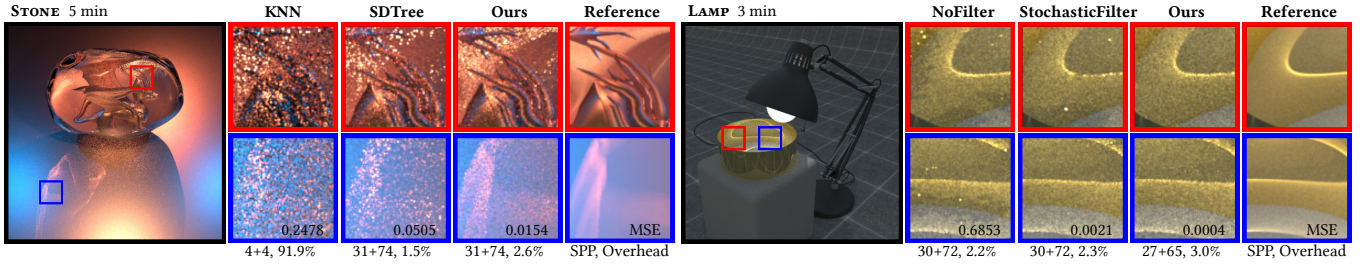 STONE 5 min KNN SDTree Ours Reference
0.2478 0.0505 0.0154 MSE
4+4, 91.9% 31+74, 1.5% 31+74, 2.6% SPP, Overhead
LAMP 3 min NoFilter StochasticFilter Ours Reference
0.6853 0.0021 0.0004 MSE
30+72, 2.2% 30+72, 2.3% 27+65, 3.0% SPP, Overhead